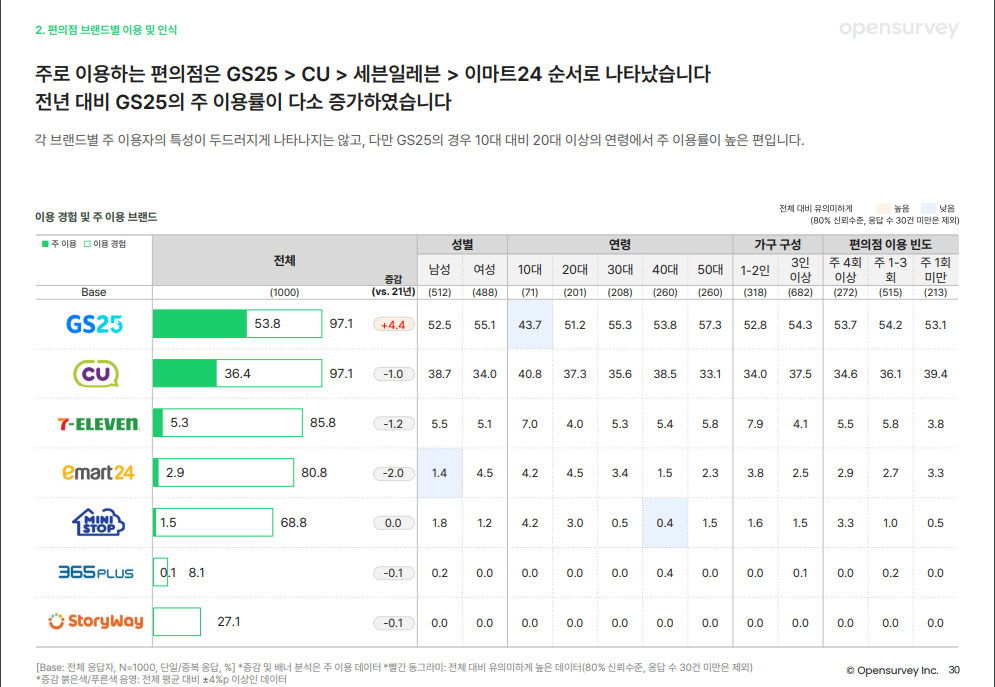 2. 편의점 브랜드별 이용 및 인식
opensurvey
주로 이용하는 편의점은 GS25 > CU > 세븐일레븐 > 이마트24 순서로 나타났습니다
전년 대비 GS25의 주 이용률이 다소 증가하였습니다
각 브랜드별 주 이용자의 특성이 두드러지게 나타나지는 않고, 다만 GS25의 경우 10대 대비 20대 이상의 연령에서 주 이용률이 높은 편입니다.
이용 경험 및 주 이용 브랜드
전체 대비 유의미하게 높음 낮음
(80% 신뢰수준, 응답 수 30건 미만은 제외)
주 이용 이용 경험
전체 성별 연령 가구 구성 편의점 이용 빈도
증감 (vs. 21년) 남성 여성 10대 20대 30대 40대 50대 1-2인 3인 이상 주 4회 이상 주 1-3회 주 1회 미만
Base (1000) (512) (488) (71) (201) (208) (260) (260) (318) (682) (272) (515) (213)
GS25 53.8 97.1 +4.4 52.5 55.1 43.7 51.2 55.3 53.8 57.3 52.8 54.3 53.7 54.2 53.1
CU 36.4 97.1 -1.0 38.7 34.0 40.8 37.3 35.6 38.5 33.1 34.0 37.5 34.6 36.1 39.4
7-ELEVEN 5.3 85.8 -1.2 5.5 5.1 7.0 4.0 5.3 5.4 5.8 7.9 4.1 5.5 5.8 3.8
emart24 2.9 80.8 -2.0 1.4 4.5 4.2 4.5 3.4 1.5 2.3 3.8 2.5 2.9 2.7 3.3
MINI STOP 1.5 68.8 0.0 1.8 1.2 4.2 3.0 0.5 0.4 1.5 1.6 1.5 3.3 1.0 0.5
365PLUS 0.1 8.1 -0.1 0.2 0.0 0.0 0.0 0.0 0.4 0.0 0.0 0.1 0.0 0.2 0.0
StoryWay 27.1 -0.1 0.0 0.0 0.0 0.0 0.0 0.0 0.0 0.0 0.0 0.0 0.0 0.0
[Base: 전체 응답자, N=1000, 단일/중복 응답, %] *증감 및 배너 분석은 주 이용 데이터 *빨간 동그라미: 전체 대비 유의미하게 높은 데이터(80% 신뢰수준, 응답 수 30건 미만은 제외)
*증감 붉은색/푸른색 음영: 전체 평균 대비 ±4%p 이상인 데이터
© Opensurvey Inc. 30